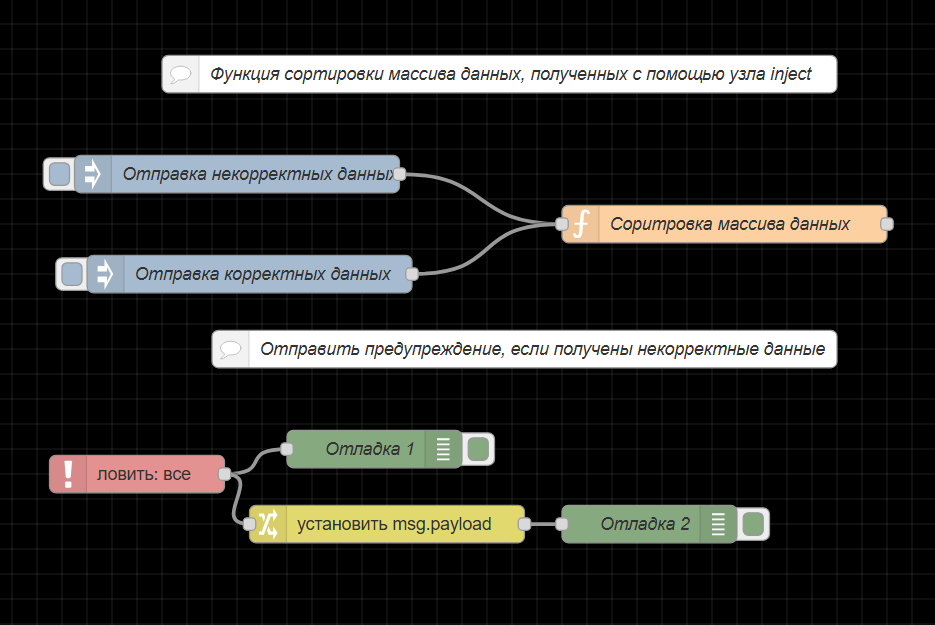 Функция сортировки массива данных, полученных с помощью узла inject
Отправка некорректных данных
Соритровка массива данных
Отправка корректных данных
Отправить предупреждение, если получены некорректные данные
Отладка 1
ловить: все
установить msg.payload
Отладка 2